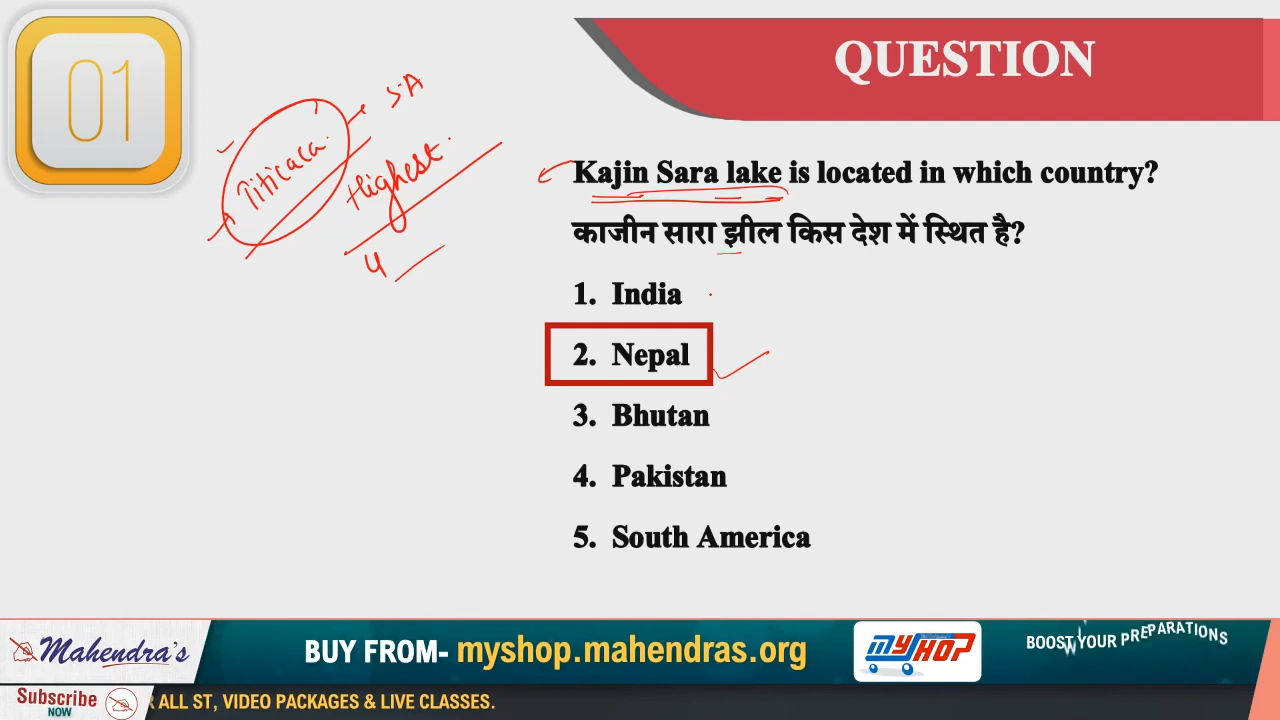 01
QUESTION
Titicaca
S.A
Highest.
4
Kajin Sara lake is located in which country?
काजीन सारा झील किस देश में स्थित है?
1. India
2. Nepal
3. Bhutan
4. Pakistan
5. South America
Mahendra's
BUY FROM- myshop.mahendras.org
MY SHOP
BOOST YOUR PREPARATIONS
Subscribe
NOW
ALL ST, VIDEO PACKAGES & LIVE CLASSES.